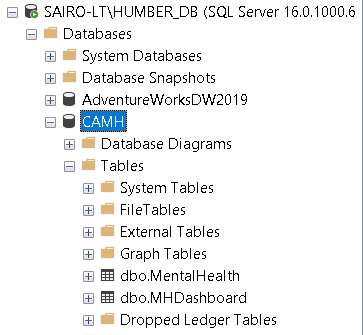 SAIRO-LT\HUMBER_DB (SQL Server 16.0.1000.6
Databases
System Databases
Database Snapshots
AdventureWorksDW2019
CAMH
Database Diagrams
Tables
System Tables
FileTables
External Tables
Graph Tables
dbo.MentalHealth
dbo.MHDashboard
Dropped Ledger Tables